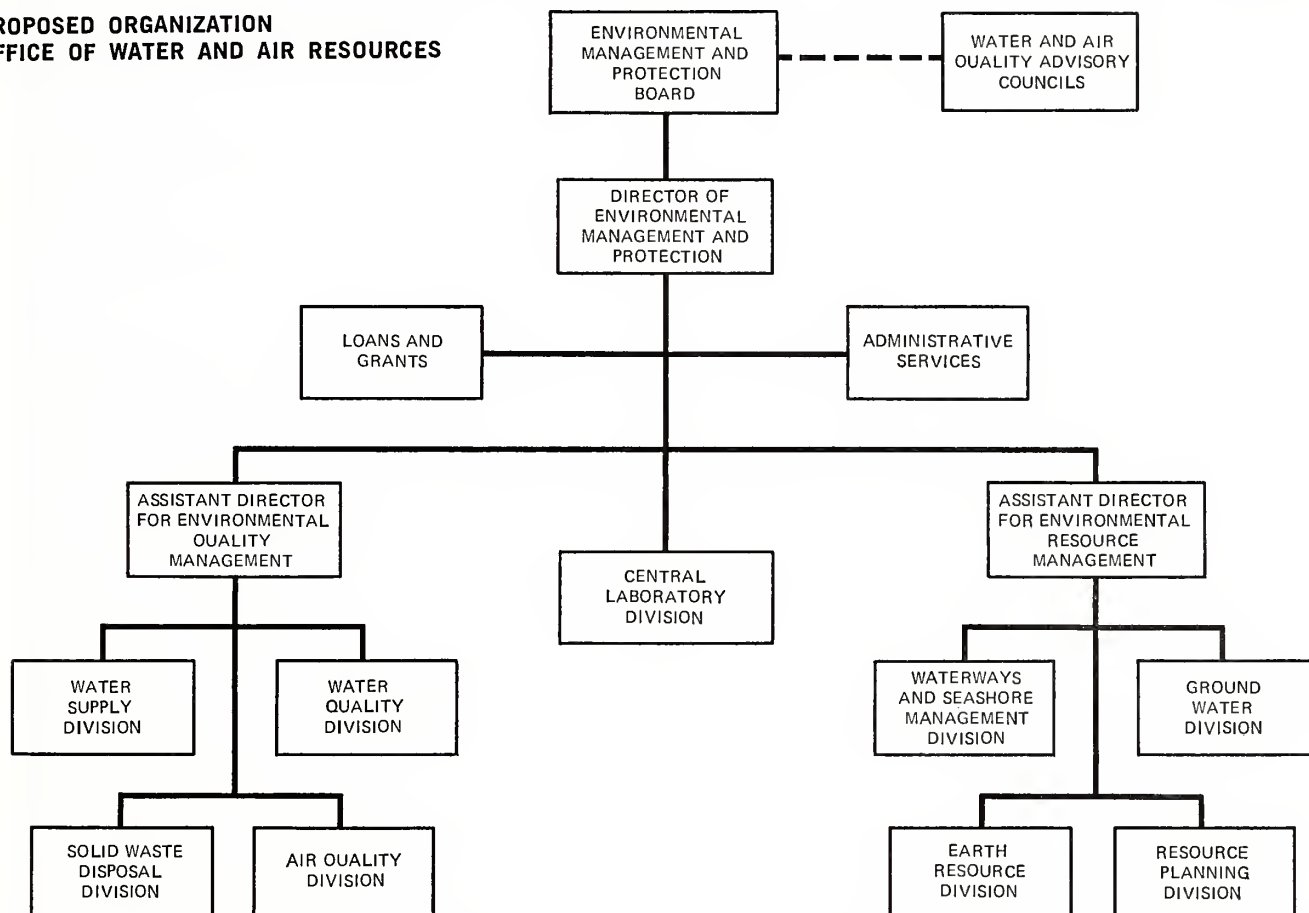 ROPOSED ORGANIZATION
FFICE OF WATER AND AIR RESOURCES
ENVIRONMENTAL
MANAGEMENT AND
PROTECTION
BOARD
WATER AND AIR
QUALITY ADVISORY
COUNCILS
DIRECTOR OF
ENVIRONMENTAL
MANAGEMENT AND
PROTECTION
LOANS AND
GRANTS
ADMINISTRATIVE
SERVICES
ASSISTANT DIRECTOR
FOR ENVIRONMENTAL
QUALITY
MANAGEMENT
CENTRAL
LABORATORY
DIVISION
ASSISTANT DIRECTOR
FOR ENVIRONMENTAL
RESOURCE
MANAGEMENT
WATER
SUPPLY
DIVISION
WATER
QUALITY
DIVISION
WATERWAYS
AND SEASHORE
MANAGEMENT
DIVISION
GROUND
WATER
DIVISION
SOLID WASTE
DISPOSAL
DIVISION
AIR QUALITY
DIVISION
EARTH
RESOURCE
DIVISION
RESOURCE
PLANNING
DIVISION